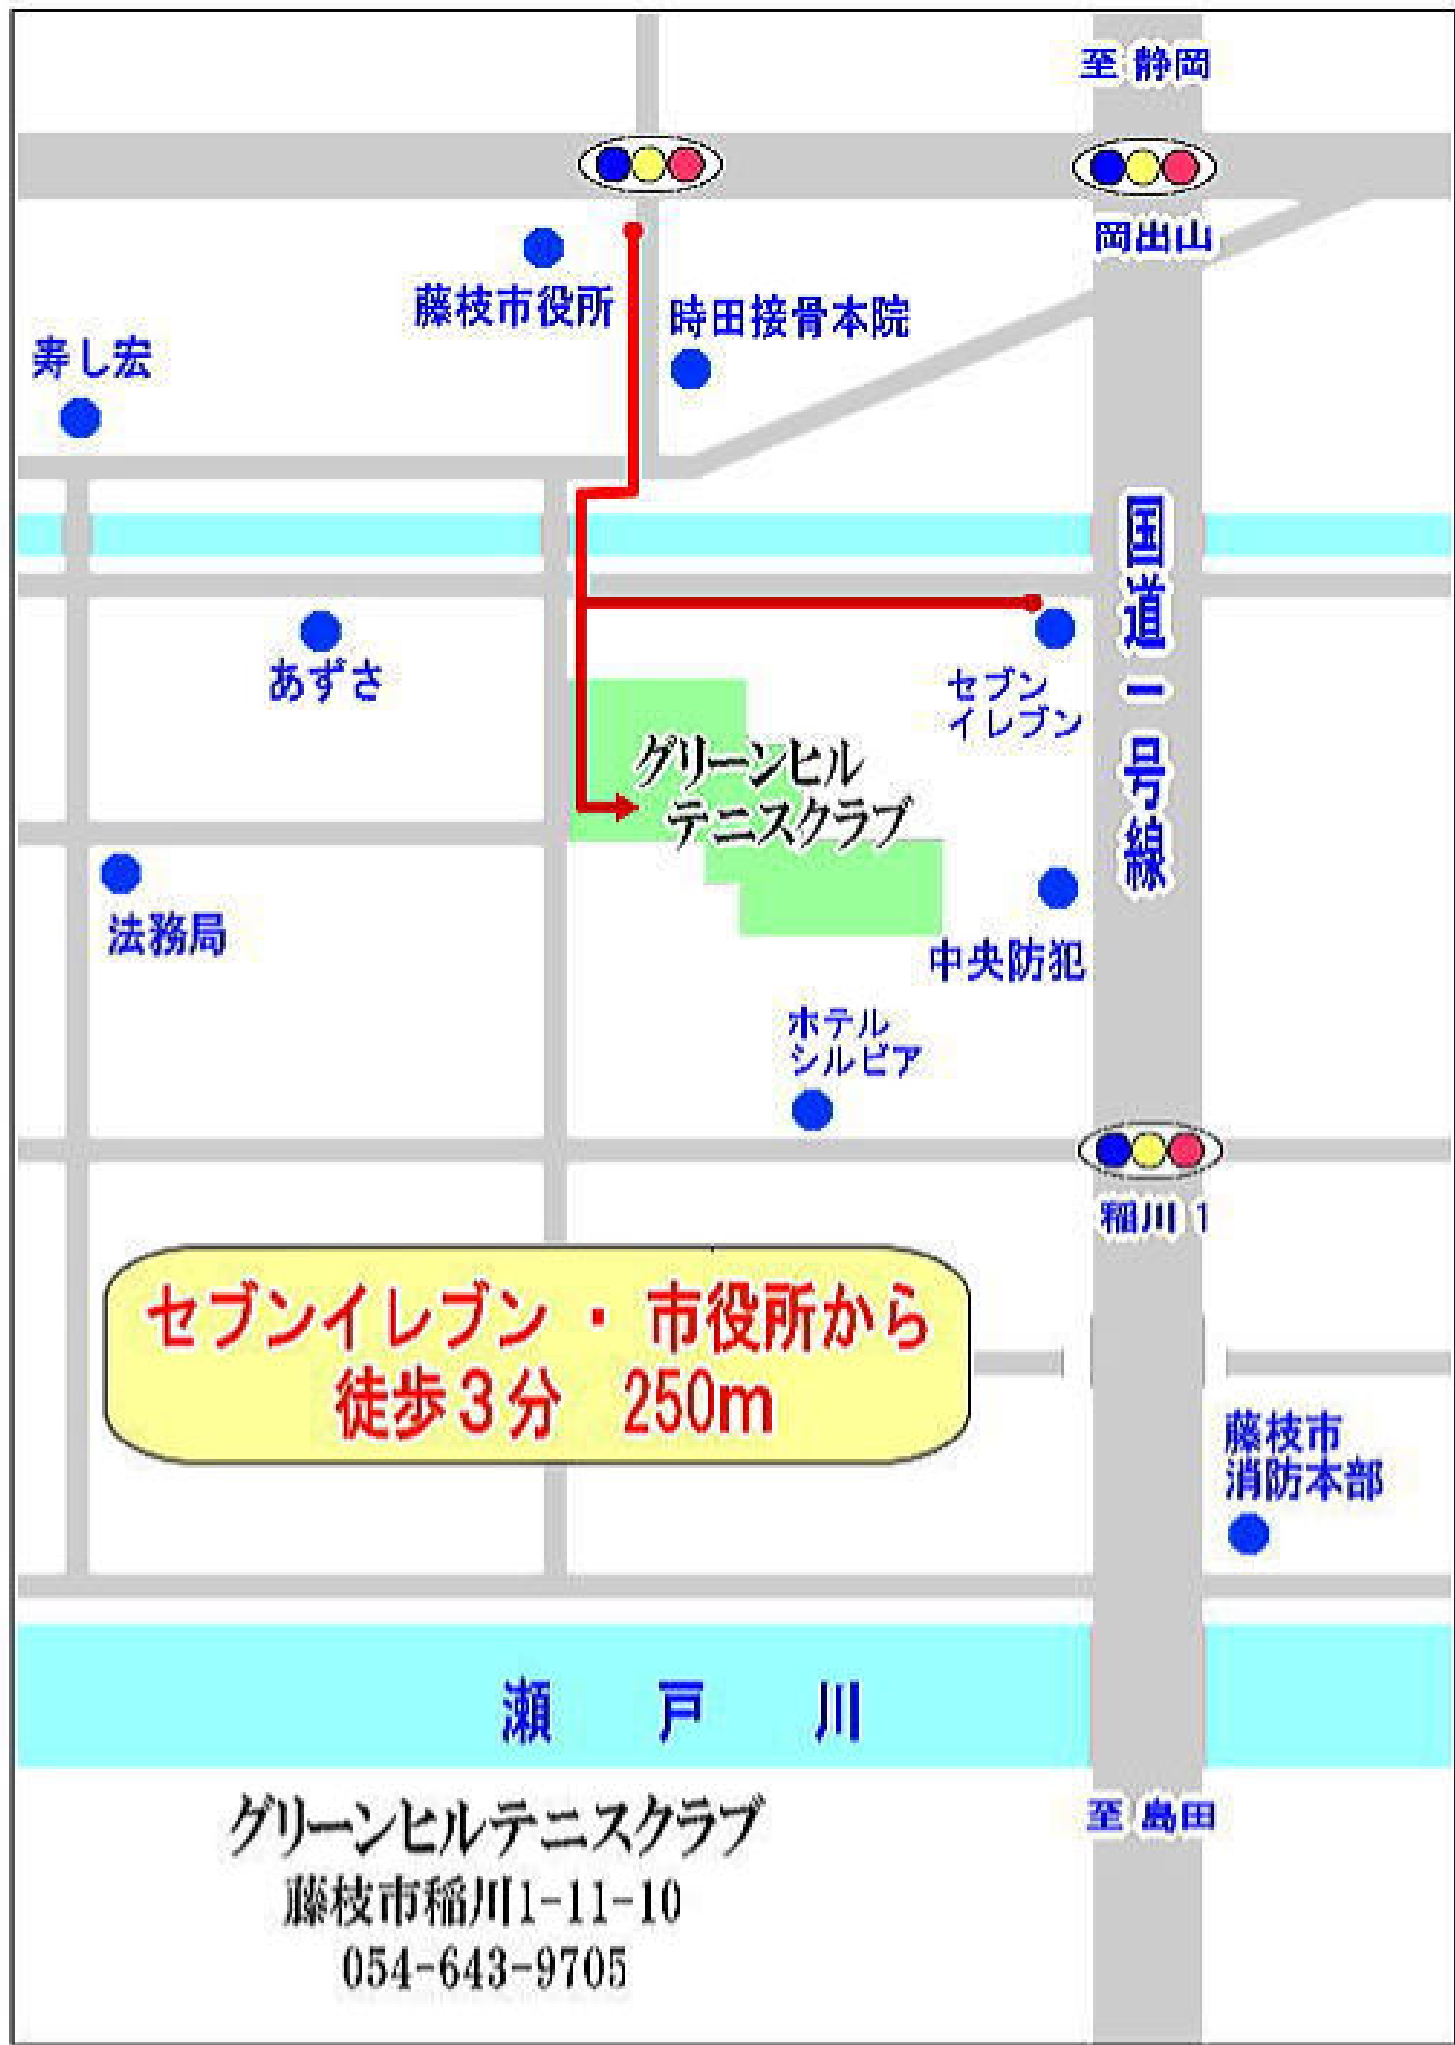 至 静岡
岡出山
藤枝市役所
時田接骨本院
寿し宏
国道一号線
あずさ
セブン
イレブン
グリーンヒル
テニスクラブ
法務局
中央防犯
ホテル
シルビア
稲川 1
セブンイレブン ・ 市役所から
徒歩3分 250m
藤枝市
消防本部
瀬 戸 川
グリーンヒルテニスクラブ
至 島田
藤枝市稲川1-11-10
054-643-9705